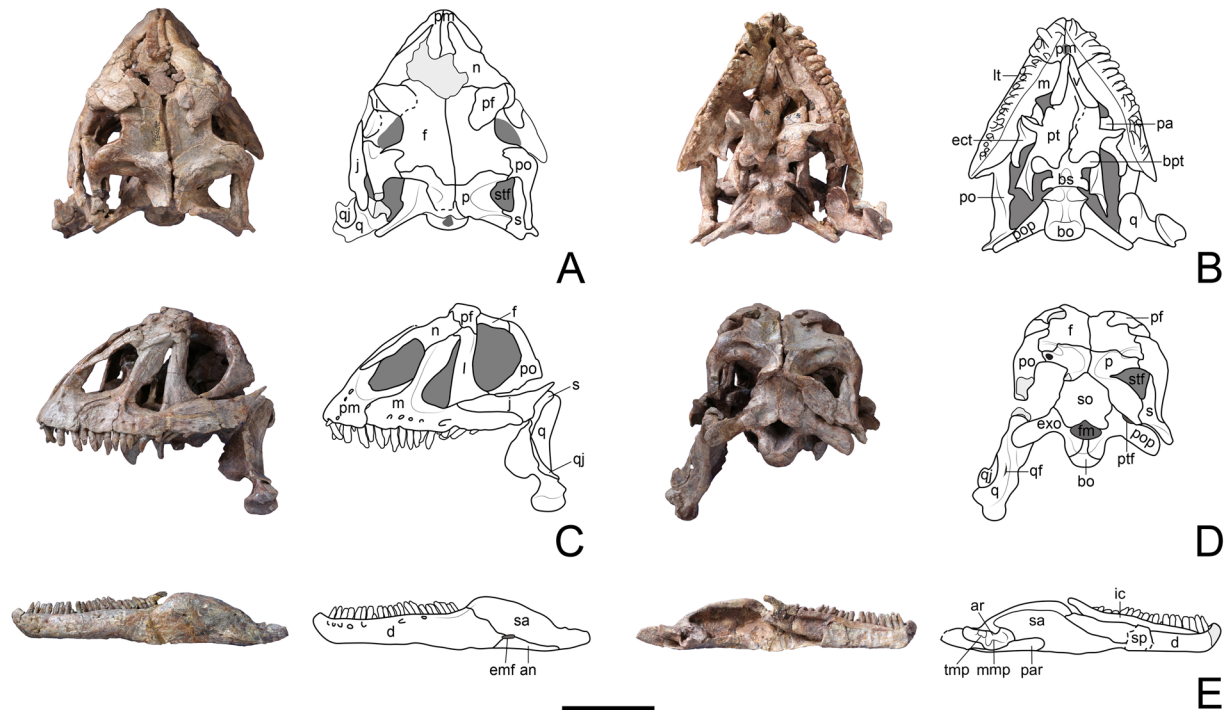 pm
n
pf
f
j
po
p
stf
qj
q
s
A
pm
lt
m
v
ect
pt
pa
bpt
bs
po
q
pop
bo
B
f
pf
n
l
po
s
pm
m
j
q
qj
C
f
pf
po
p
stf
so
s
exo
fm
pop
qj
qf
ptf
q
bo
D
sa
d
emf an
ic
ar
sa
sp
d
tmp
mmp
par
E